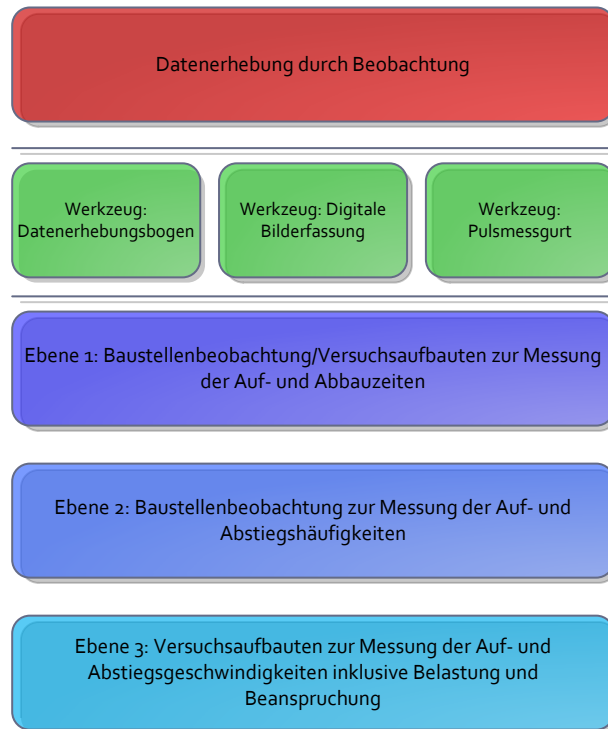 Datenerhebung durch Beobachtung
Werkzeug:
Datenerhebungsbogen
Werkzeug: Digitale
Bilderfassung
Werkzeug:
Pulsmessgurt
Ebene 1: Baustellenbeobachtung/Versuchsaufbauten zur Messung
der Auf- und Abbauzeiten
Ebene 2: Baustellenbeobachtung zur Messung der Auf- und
Abstiegshäufigkeiten
Ebene 3: Versuchsaufbauten zur Messung der Auf- und
Abstiegsgeschwindigkeiten inklusive Belastung und
Beanspruchung